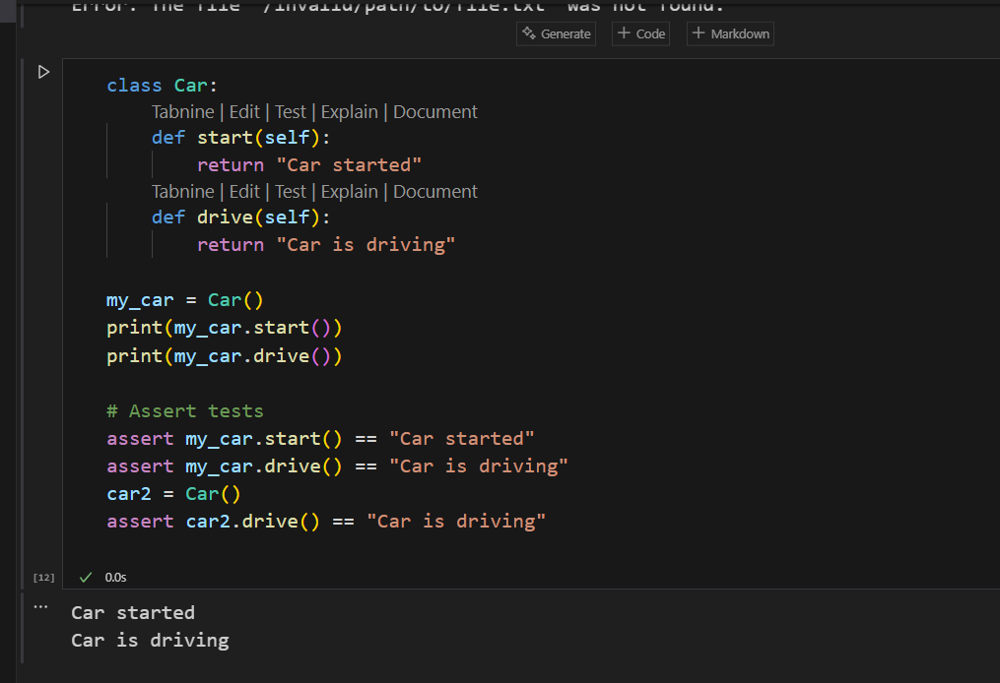 Error: The file '/invalid/path/to/file.txt' was not found.
Generate + Code + Markdown
class Car:
Tabnine | Edit | Test | Explain | Document
def start(self):
return "Car started"
Tabnine | Edit | Test | Explain | Document
def drive(self):
return "Car is driving"
my_car = Car()
print(my_car.start())
print(my_car.drive())
# Assert tests
assert my_car.start() == "Car started"
assert my_car.drive() == "Car is driving"
car2 = Car()
assert car2.drive() == "Car is driving"
[12] ✓ 0.0s
...
Car started
Car is driving